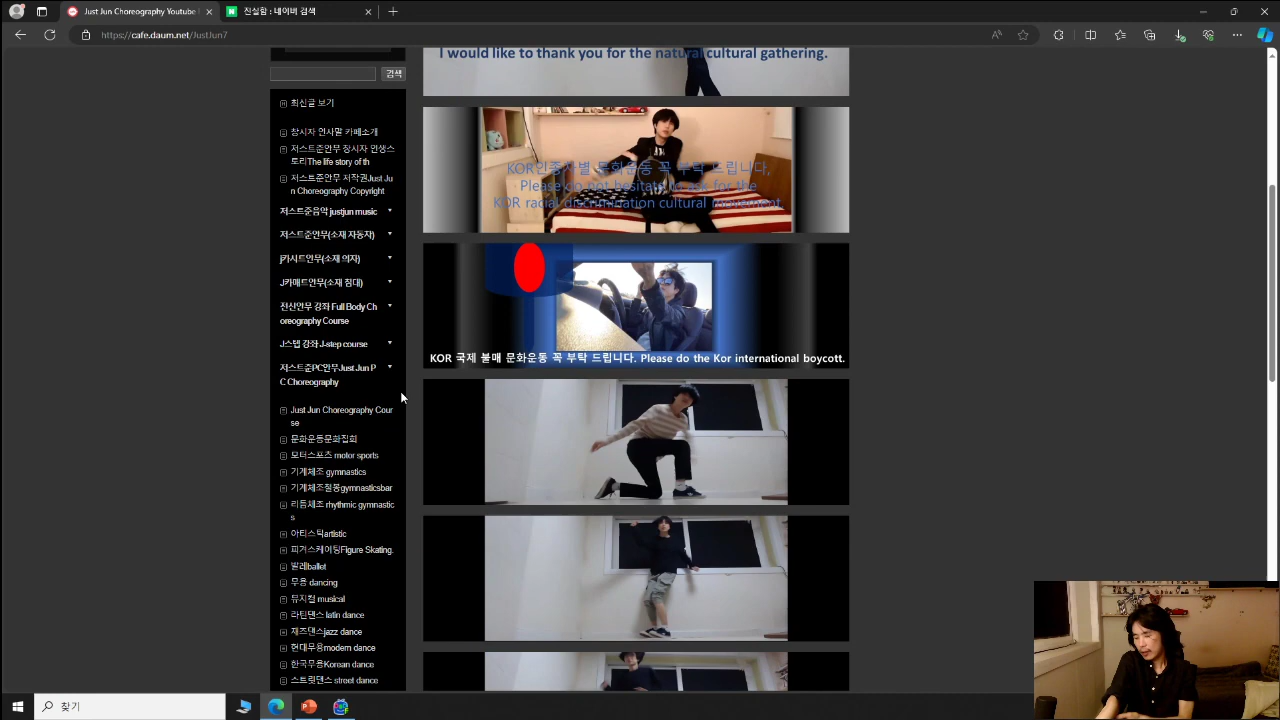 Just Jun Choreography Youtube
진실함 : 네이버 검색
https://cafe.daum.net/JustJun7
검색
최신글 보기
창시자 인사말 카페소개
저스트준안무 창시자 인생스
토리The life story of th
저스트준안무 저작권Just Ju
n Choreography Copyright
저스트준음악 justjun music
저스트준안무(소재 자동차)
j카시트안무(소재 의자)
J카매트안무(소재 침대)
전신안무 강좌 Full Body Ch
oreography Course
J스텝 강좌 J-step course
저스트준PC안무Just Jun P
C Choreography
Just Jun Choreography Cour
se
문화운동문화집회
모터스포츠 motor sports
기계체조 gymnastics
기계체조철봉gymnasticsbar
리듬체조 rhythmic gymnastic
s
아티스틱artistic
피겨스케이팅Figure Skating.
발레ballet
무용 dancing
뮤지컬 musical
라틴댄스 latin dance
재즈댄스jazz dance
현대무용modern dance
한국무용Korean dance
스트릿댄스 street dance
I would like to thank you for the natural cultural gathering.
KOR인종차별 문화운동 꼭 부탁 드립니다,
Please do not hesitate to ask for the
KOR racial discrimination cultural movement.
KOR 국제 불매 문화운동 꼭 부탁 드립니다. Please do the Kor international boycott.
찾기